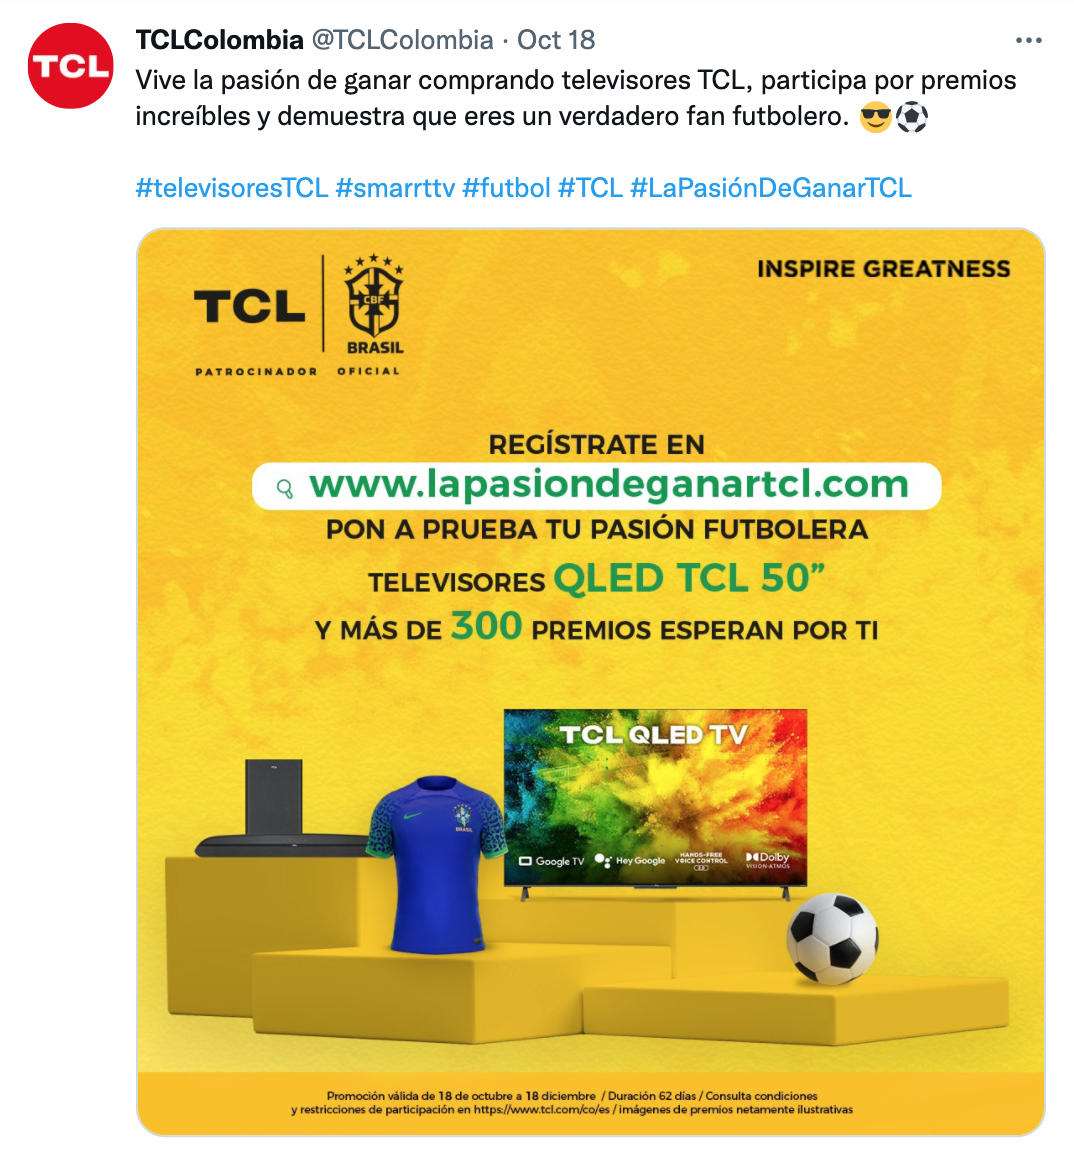 TCL
TCLColombia @TCLColombia · Oct 18
Vive la pasión de ganar comprando televisores TCL, participa por premios
increíbles y demuestra que eres un verdadero fan futbolero. 😎⚽
#televisoresTCL #smarrttv #futbol #TCL #LaPasiónDeGanarTCL
TCL
CBF
BRASIL
PATROCINADOR OFICIAL
INSPIRE GREATNESS
REGÍSTRATE EN
www.lapasiondeganartcl.com
PON A PRUEBA TU PASIÓN FUTBOLERA
TELEVISORES QLED TCL 50”
Y MÁS DE 300 PREMIOS ESPERAN POR TI
TCL QLED TV
BRASIL
Google TV
Hey Google
HANDS-FREE
VOICE CONTROL
Dolby
VISION·ATMOS
Promoción válida de 18 de octubre a 18 diciembre / Duración 62 días / Consulta condiciones
y restricciones de participación en https://www.tcl.com/co/es / imágenes de premios netamente ilustrativas